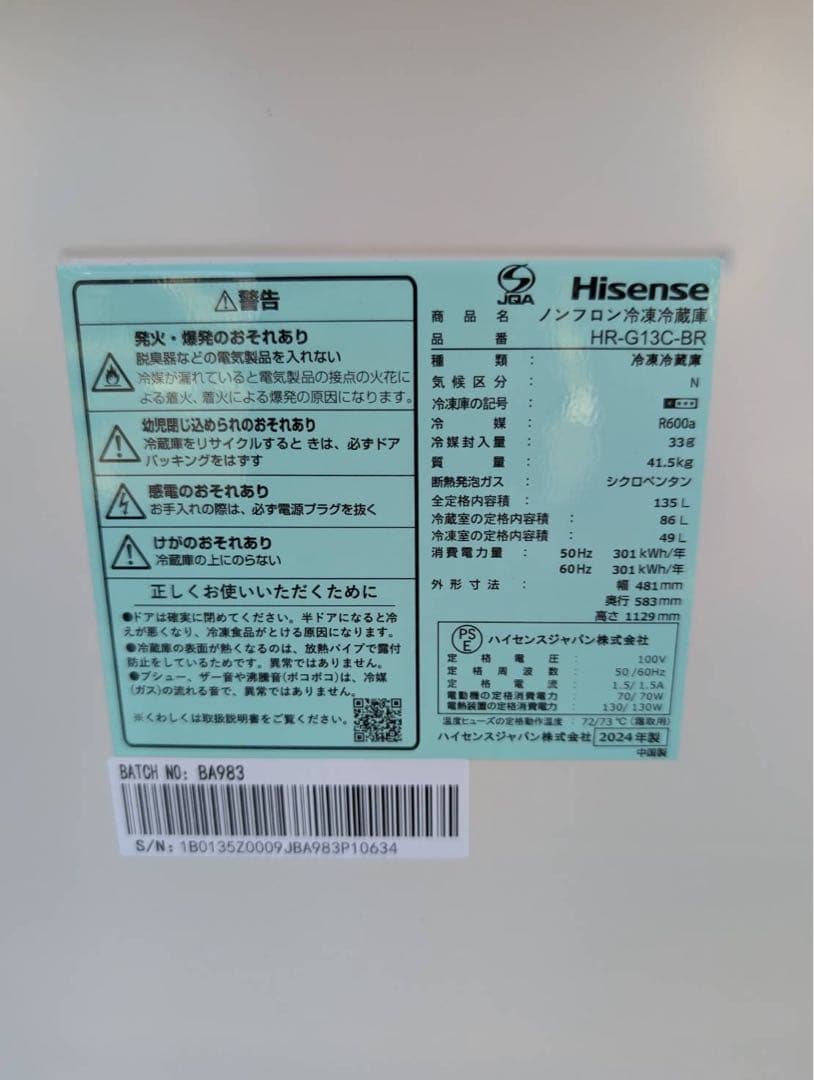 ⚠警告
発火・爆発のおそれあり
脱臭器などの電気製品を入れない
冷媒が漏れていると電気製品の接点の火花に
よる着火、着火による爆発の原因になります。
幼児閉じ込められのおそれあり
冷蔵庫をリサイクルするときは、必ずドア
パッキングをはずす
感電のおそれあり
お手入れの際は、必ず電源プラグを抜く
けがのおそれあり
冷蔵庫の上にのらない
正しくお使いいただくために
●ドアは確実に閉めてください。半ドアになると冷
えが悪くなり、冷凍食品がとける原因になります。
●冷蔵庫の表面が熱くなるのは、放熱パイプで露付
防止をしているためです。異常ではありません。
●プシュー、ザー音や沸騰音(ポコポコ)は、冷媒
(ガス)の流れる音で、異常ではありません。
※くわしくは取扱説明書をご覧ください。
JQA Hisense
商品名 ノンフロン冷凍冷蔵庫
品番 HR-G13C-BR
種類 : 冷凍冷蔵庫
気候区分 : N
冷凍庫の記号 :
冷媒 : R600a
冷媒封入量 : 33g
質量 : 41.5kg
断熱発泡ガス : シクロペンタン
全定格内容積 : 135L
冷蔵室の定格内容積 : 86L
冷凍室の定格内容積 : 49L
消費電力量 : 50Hz 301kWh/年
60Hz 301kWh/年
外形寸法 : 幅 481mm
奥行 583mm
高さ 1129mm
PSE ハイセンスジャパン株式会社
定格電圧 : 100V
定格周波数 : 50/60Hz
定格電流 : 1.5/1.5A
電動機の定格消費電力 : 70/70W
電熱装置の定格消費電力 : 130/130W
温度ヒューズの定格動作温度 : 72/73℃(霜取用)
ハイセンスジャパン株式会社 2024年製
中国製
BATCH NO: BA983
S/N: 1B0135Z0009JBA983P10634